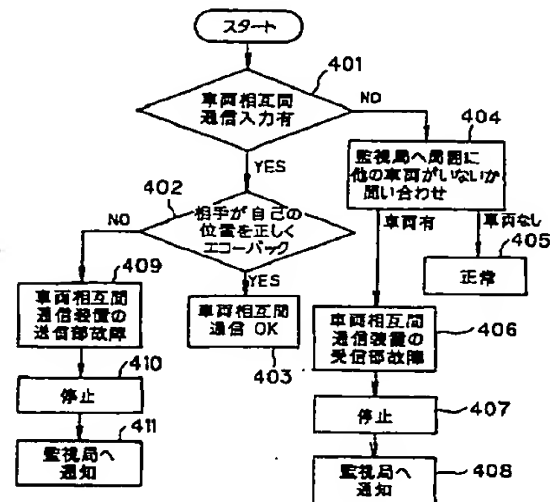 スタート
401
車両相互間
通信入力有
NO
YES
404
監視局へ周囲に
他の車両がいないか
問い合わせ
402
相手が自己の
位置を正しく
エコーバック
NO
YES
車両有
車両なし
405
正常
409
車両相互間
通信装置の
送信部故障
車両相互間
通信 OK
403
車両相互間
通信装置の
受信部故障
406
410
停止
停止
407
411
監視局へ
通知
監視局へ
通知
408